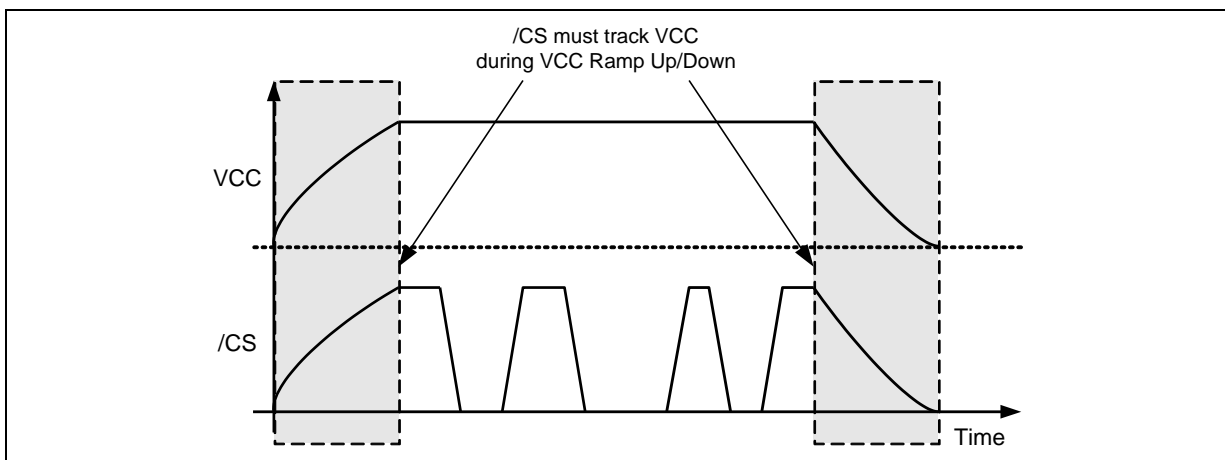 /CS must track VCC
during VCC Ramp Up/Down
VCC
/CS
Time